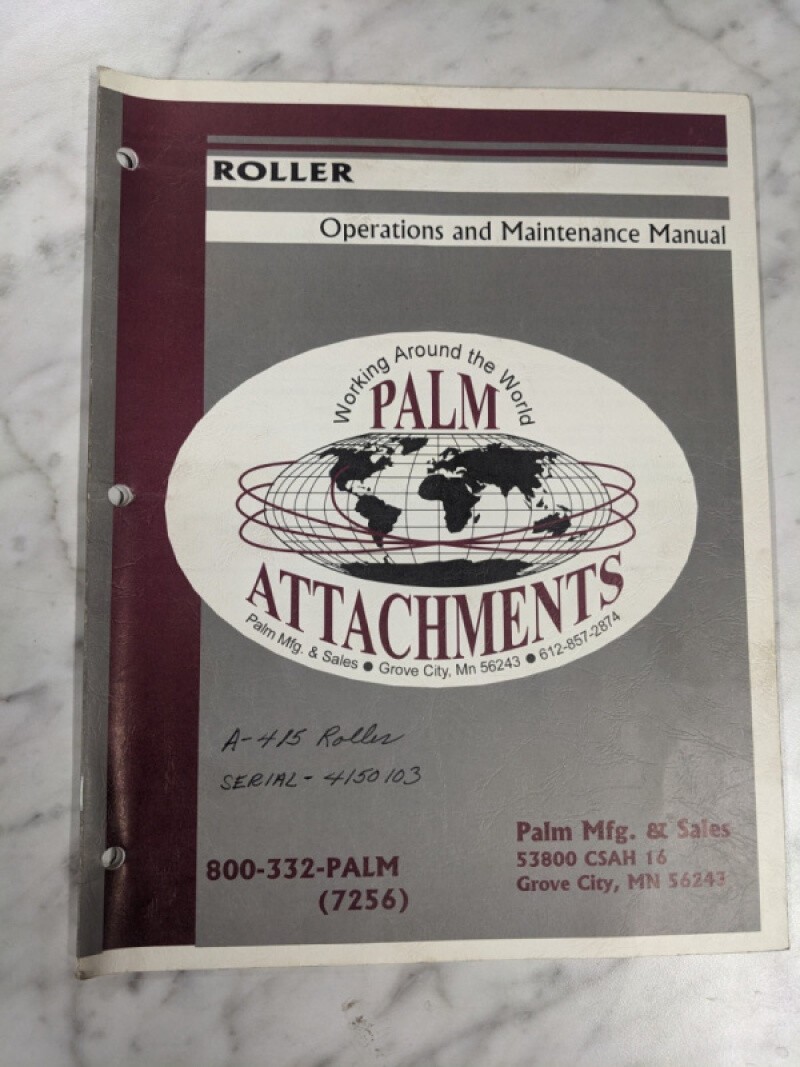 ROLLER
Operations and Maintenance Manual
Working Around the World
PALM
ATTACHMENTS
Palm Mfg. & Sales ● Grove City, Mn 56243 ● 612-857-2874
A-415 Roller
SERIAL - 4150103
800-332-PALM
(7256)
Palm Mfg. & Sales
53800 CSAH 16
Grove City, MN 56243